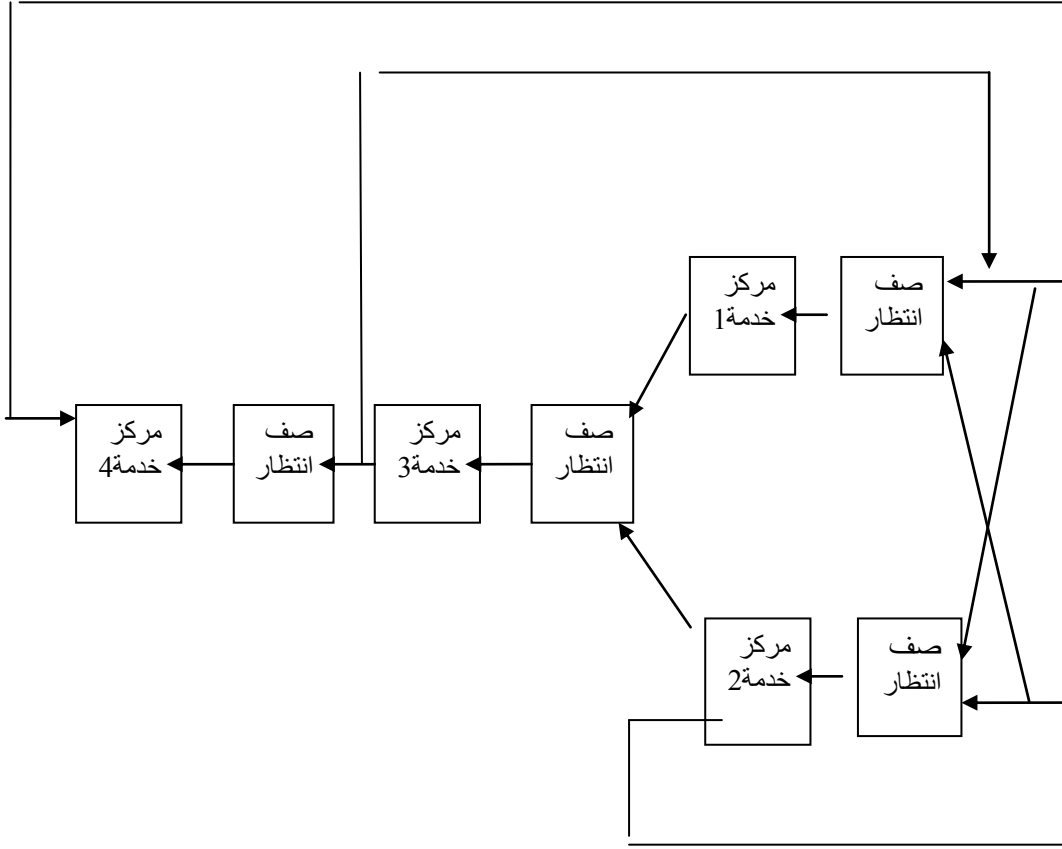 صف
انتظار
مركز
خدمة1
صف
انتظار
مركز
خدمة3
صف
انتظار
مركز
خدمة4
صف
انتظار
مركز
خدمة2